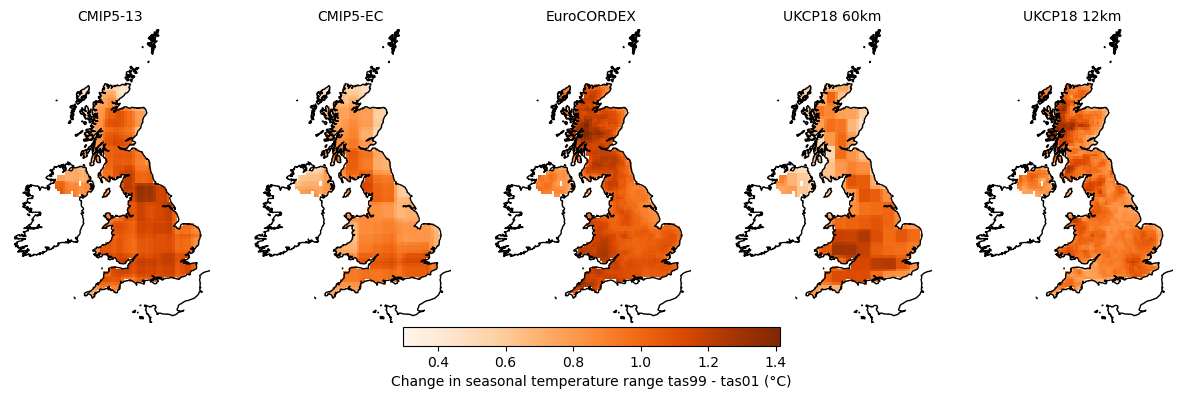 CMIP5-13 CMIP5-EC EuroCORDEX UKCP18 60km UKCP18 12km
0.4 0.6 0.8 1.0 1.2 1.4
Change in seasonal temperature range tas99 - tas01 (°C)